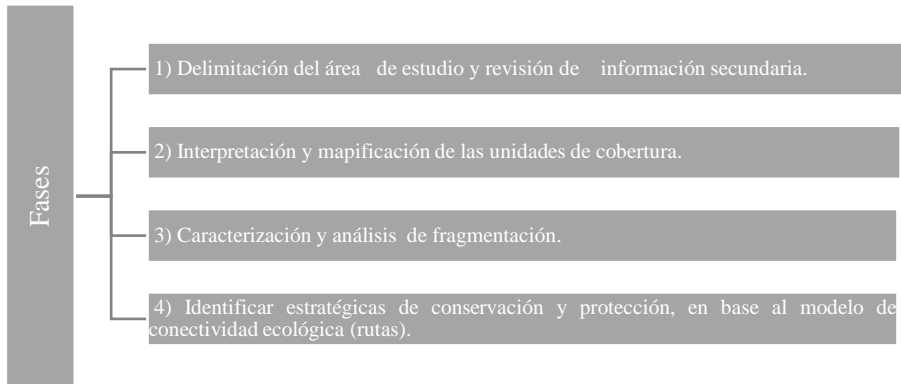 Fases
1) Delimitación del área de estudio y revisión de información secundaria.
2) Interpretación y mapificación de las unidades de cobertura.
3) Caracterización y análisis de fragmentación.
4) Identificar estratégicas de conservación y protección, en base al modelo de
conectividad ecológica (rutas).